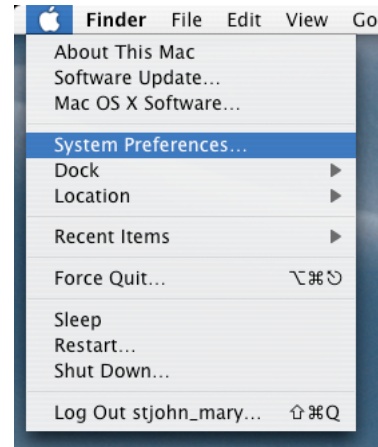 Finder File Edit View Go
About This Mac
Software Update...
Mac OS X Software...
System Preferences...
Dock
Location
Recent Items
Force Quit... ⌥⌘⎋
Sleep
Restart...
Shut Down...
Log Out stjohn_mary... ⇧⌘Q